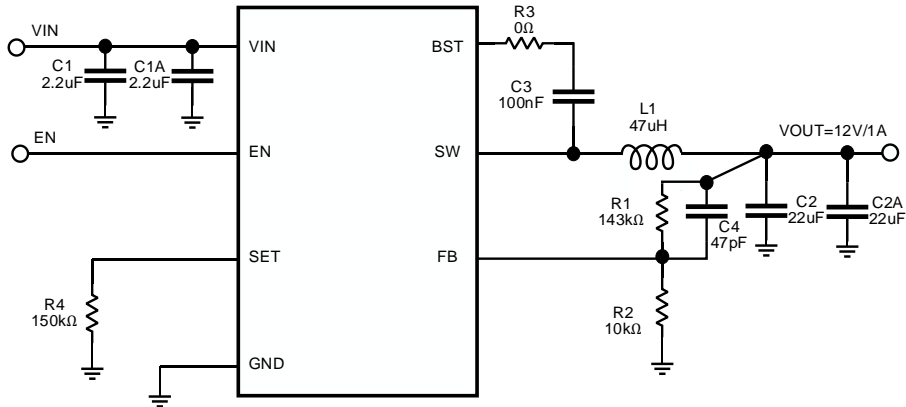 VIN
VIN
C1
2.2uF
C1A
2.2uF
EN
EN
SET
R4
150kΩ
GND
BST
R3
0Ω
C3
100nF
L1
47uH
SW
VOUT=12V/1A
R1
143kΩ
C4
47pF
C2
22uF
C2A
22uF
FB
R2
10kΩ